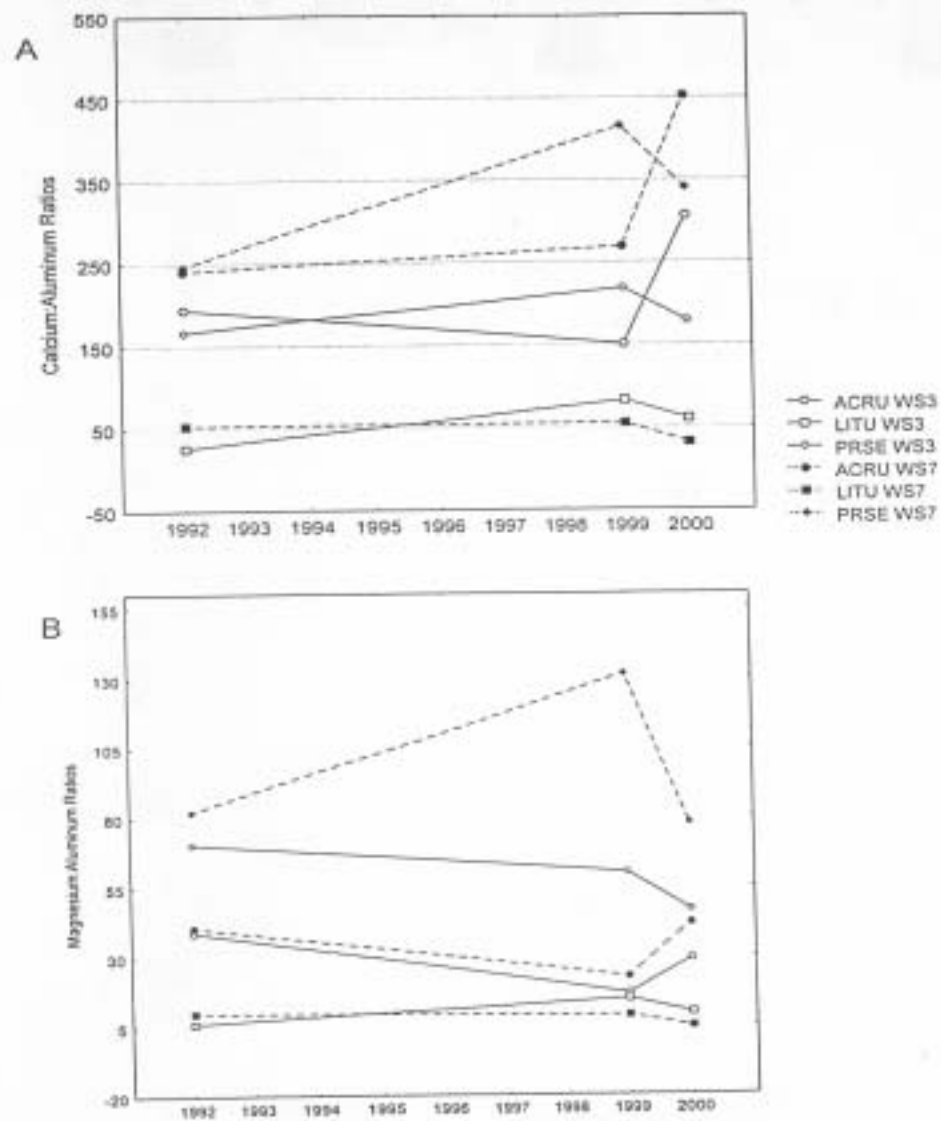 A
550
450
350
250
150
50
-50
Calcium:Aluminum Ratios
1992 1993 1994 1995 1996 1997 1998 1999 2000
ACRU WS3
LITU WS3
PRSE WS3
ACRU WS7
LITU WS7
PRSE WS7
B
155
130
105
80
55
30
5
-20
Magnesium:Aluminum Ratios
1992 1993 1994 1995 1996 1997 1998 1999 2000